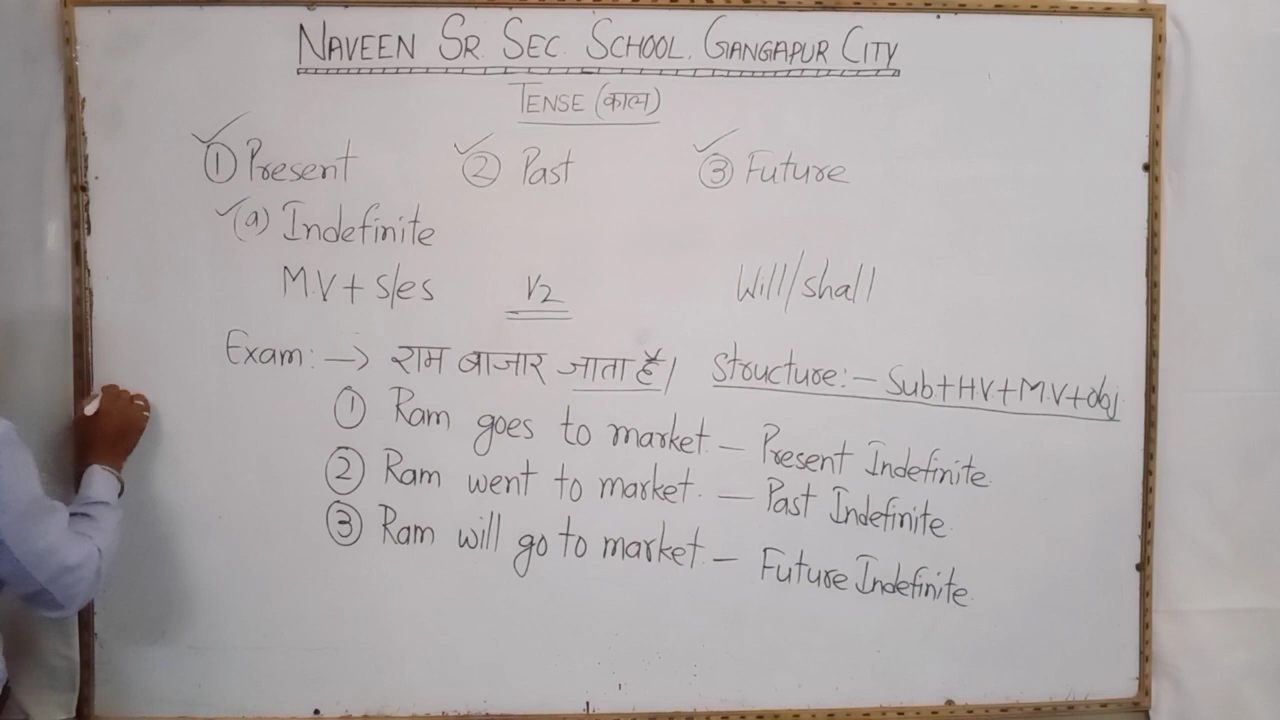 NAVEEN SR. SEC. SCHOOL, GANGAPUR CITY
TENSE (काल)
① Present ② Past ③ Future
(a) Indefinite
M.V + s/es V2 Will/shall
Exam:-> राम बाजार जाता है। Structure:- Sub+H.V+M.V+obj
① Ram goes to market - Present Indefinite.
② Ram went to market. - Past Indefinite.
③ Ram will go to market - Future Indefinite.